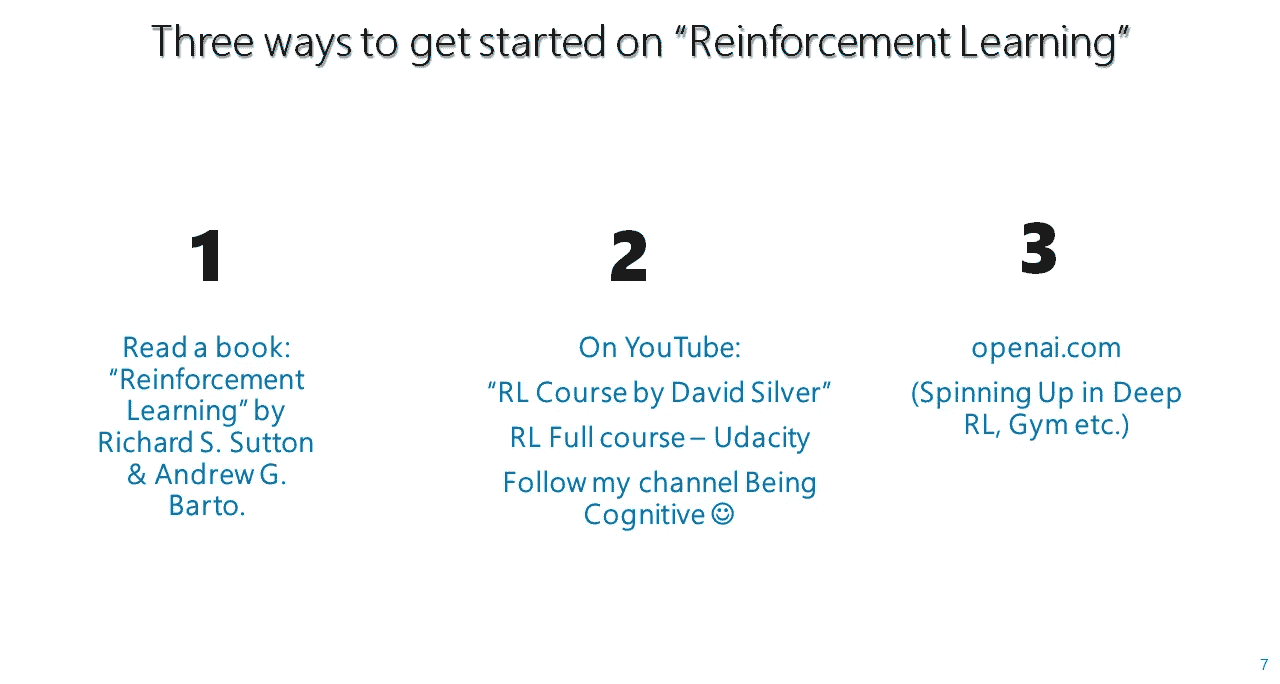 Three ways to get started on “Reinforcement Learning”
1
Read a book:
“Reinforcement
Learning” by
Richard S. Sutton
& Andrew G.
Barto.
2
On YouTube:
“RL Course by David Silver”
RL Full course – Udacity
Follow my channel Being
Cognitive ☺
3
openai.com
(Spinning Up in Deep
RL, Gym etc.)
7